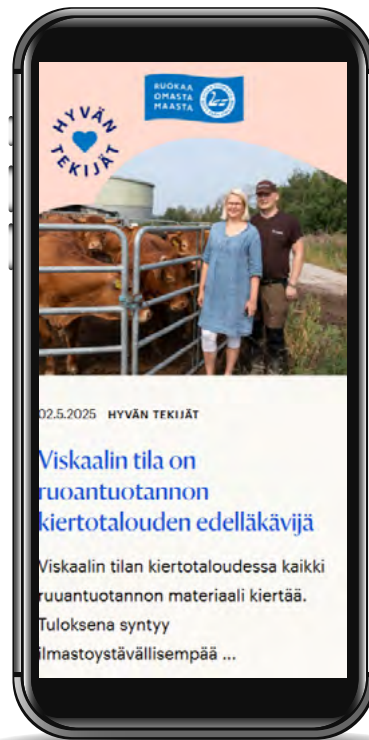 RUOKAA
OMASTA
MAASTA
HYVÄN
TEKIJÄT
02.5.2025 HYVÄN TEKIJÄT
Viskaalin tila on
ruoantuotannon
kiertotalouden edelläkävijä
Viskaalin tilan kiertotaloudessa kaikki
ruuantuotannon materiaali kiertää.
Tuloksena syntyy
ilmastoystävällisempää ...